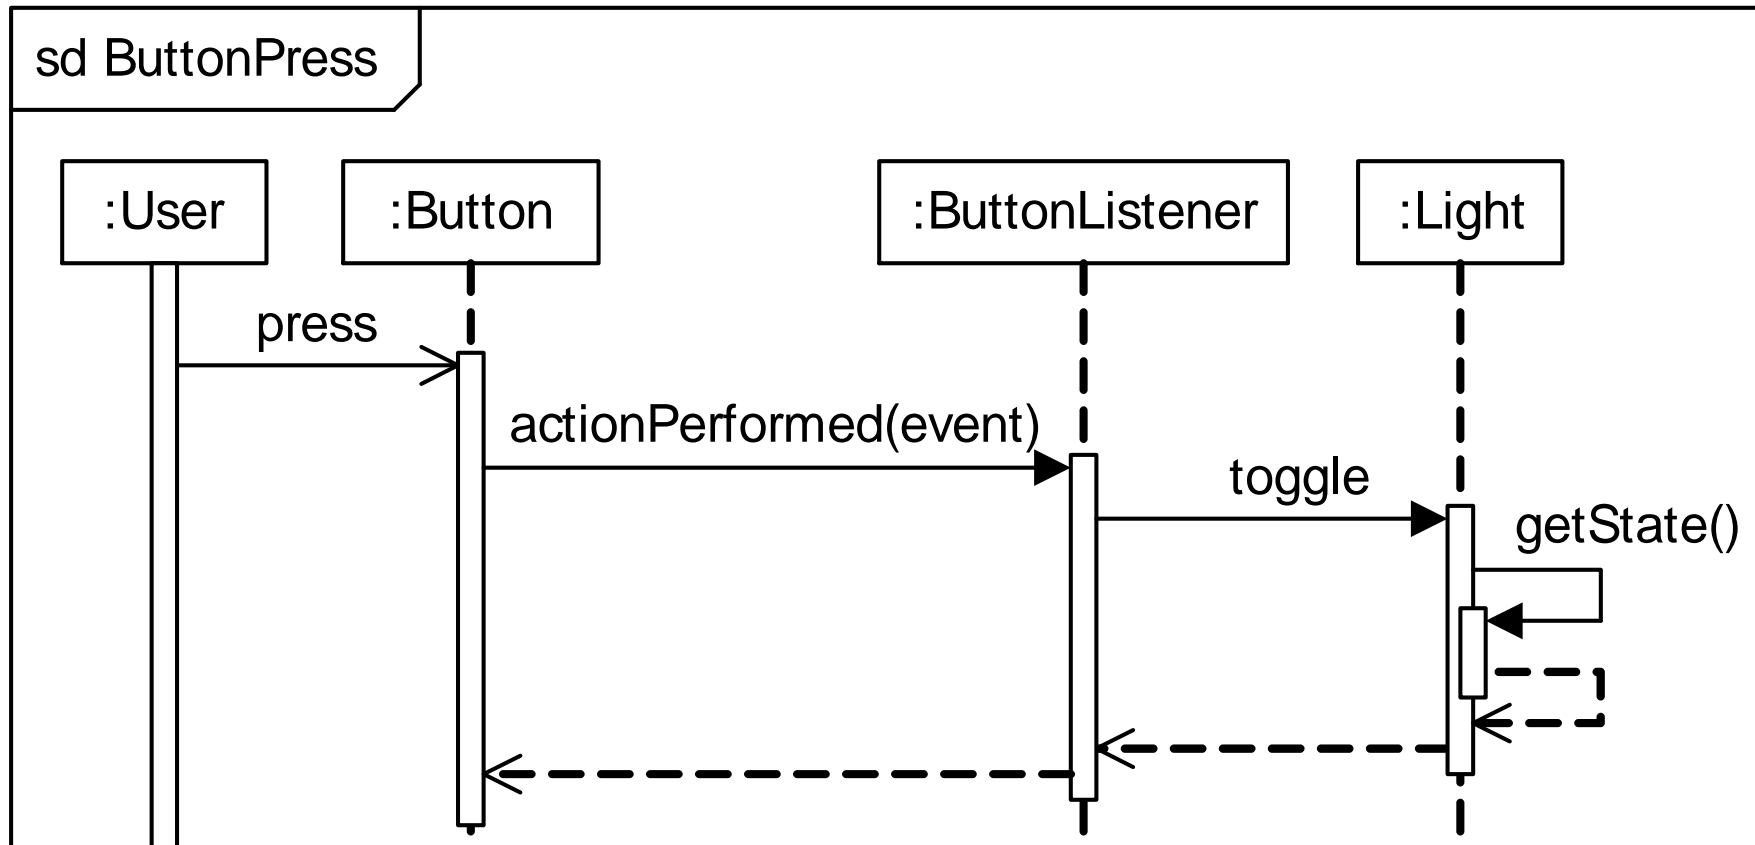 sd ButtonPress
:User
:Button
:ButtonListener
:Light
press
actionPerformed(event)
toggle
getState()